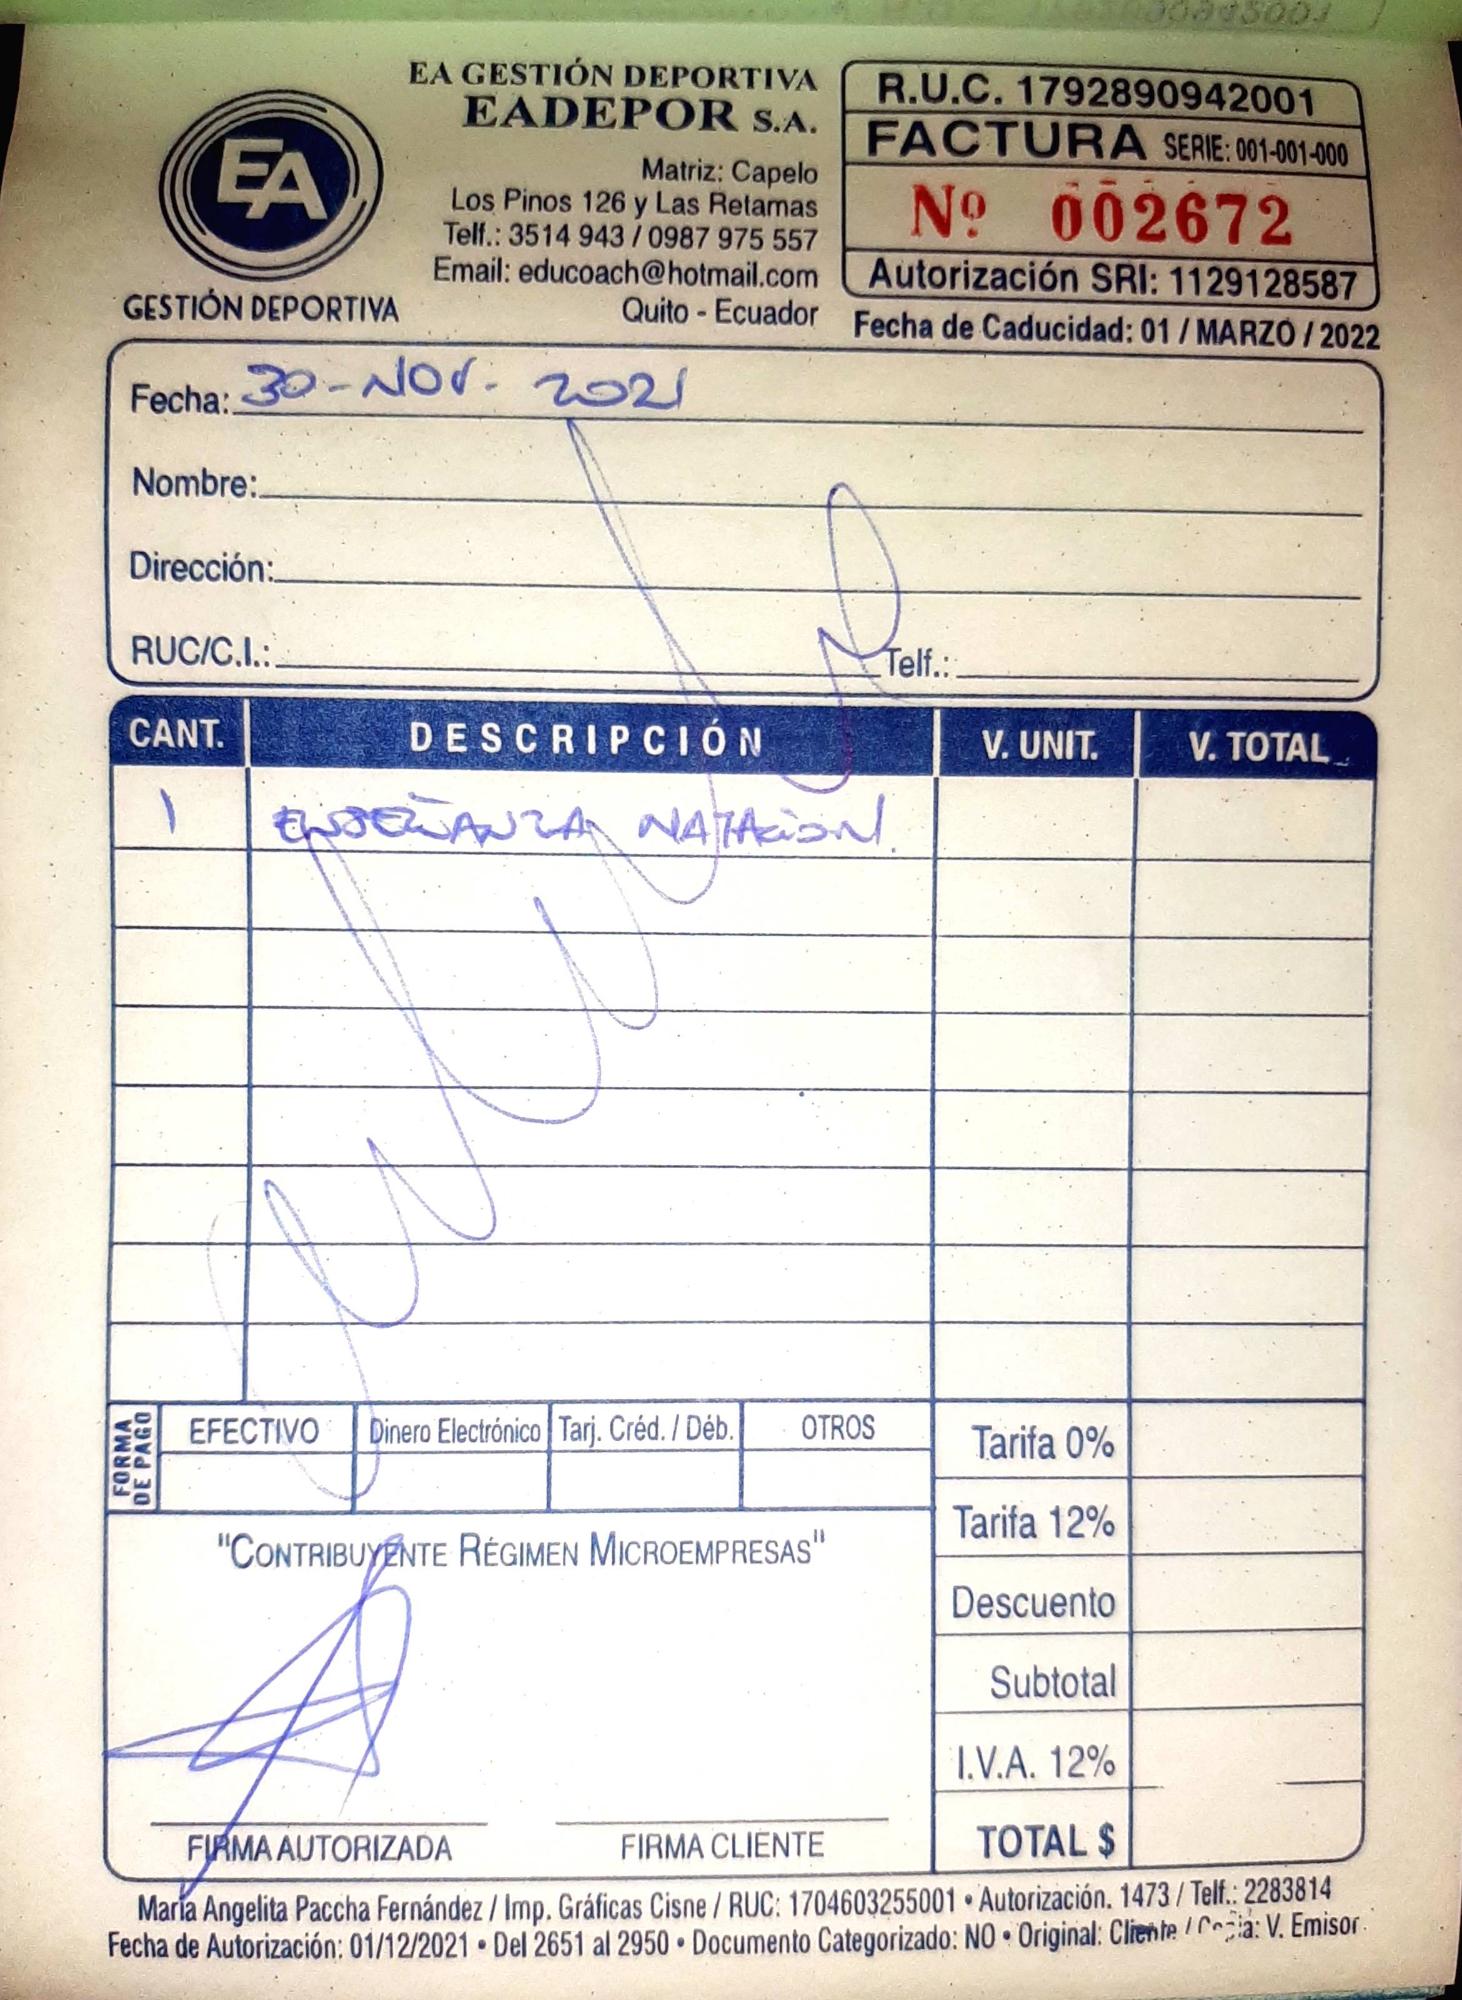 EA GESTIÓN DEPORTIVA
EADEPOR S.A.
EA
GESTIÓN DEPORTIVA
Matriz: Capelo
Los Pinos 126 y Las Retamas
Telf.: 3514 943 / 0987 975 557
Email: educoach@hotmail.com
Quito - Ecuador
R.U.C. 1792890942001
FACTURA SERIE: 001-001-000
Nº 002672
Autorización SRI: 1129128587
Fecha de Caducidad: 01 / MARZO / 2022
Fecha: 30-NOV. 2021
Nombre:
Dirección:
RUC/C.I.: Telf.:
CANT. DESCRIPCIÓN V. UNIT. V. TOTAL
1 ENSEÑANZA NATACION.
FORMA DE PAGO
EFECTIVO Dinero Electrónico Tarj. Créd. / Déb. OTROS
Tarifa 0%
Tarifa 12%
"CONTRIBUYENTE RÉGIMEN MICROEMPRESAS"
Descuento
Subtotal
I.V.A. 12%
TOTAL $
FIRMA AUTORIZADA FIRMA CLIENTE
María Angelita Paccha Fernández / Imp. Gráficas Cisne / RUC: 1704603255001 • Autorización. 1473 / Telf.: 2283814
Fecha de Autorización: 01/12/2021 • Del 2651 al 2950 • Documento Categorizado: NO • Original: Cliente / Copia: V. Emisor